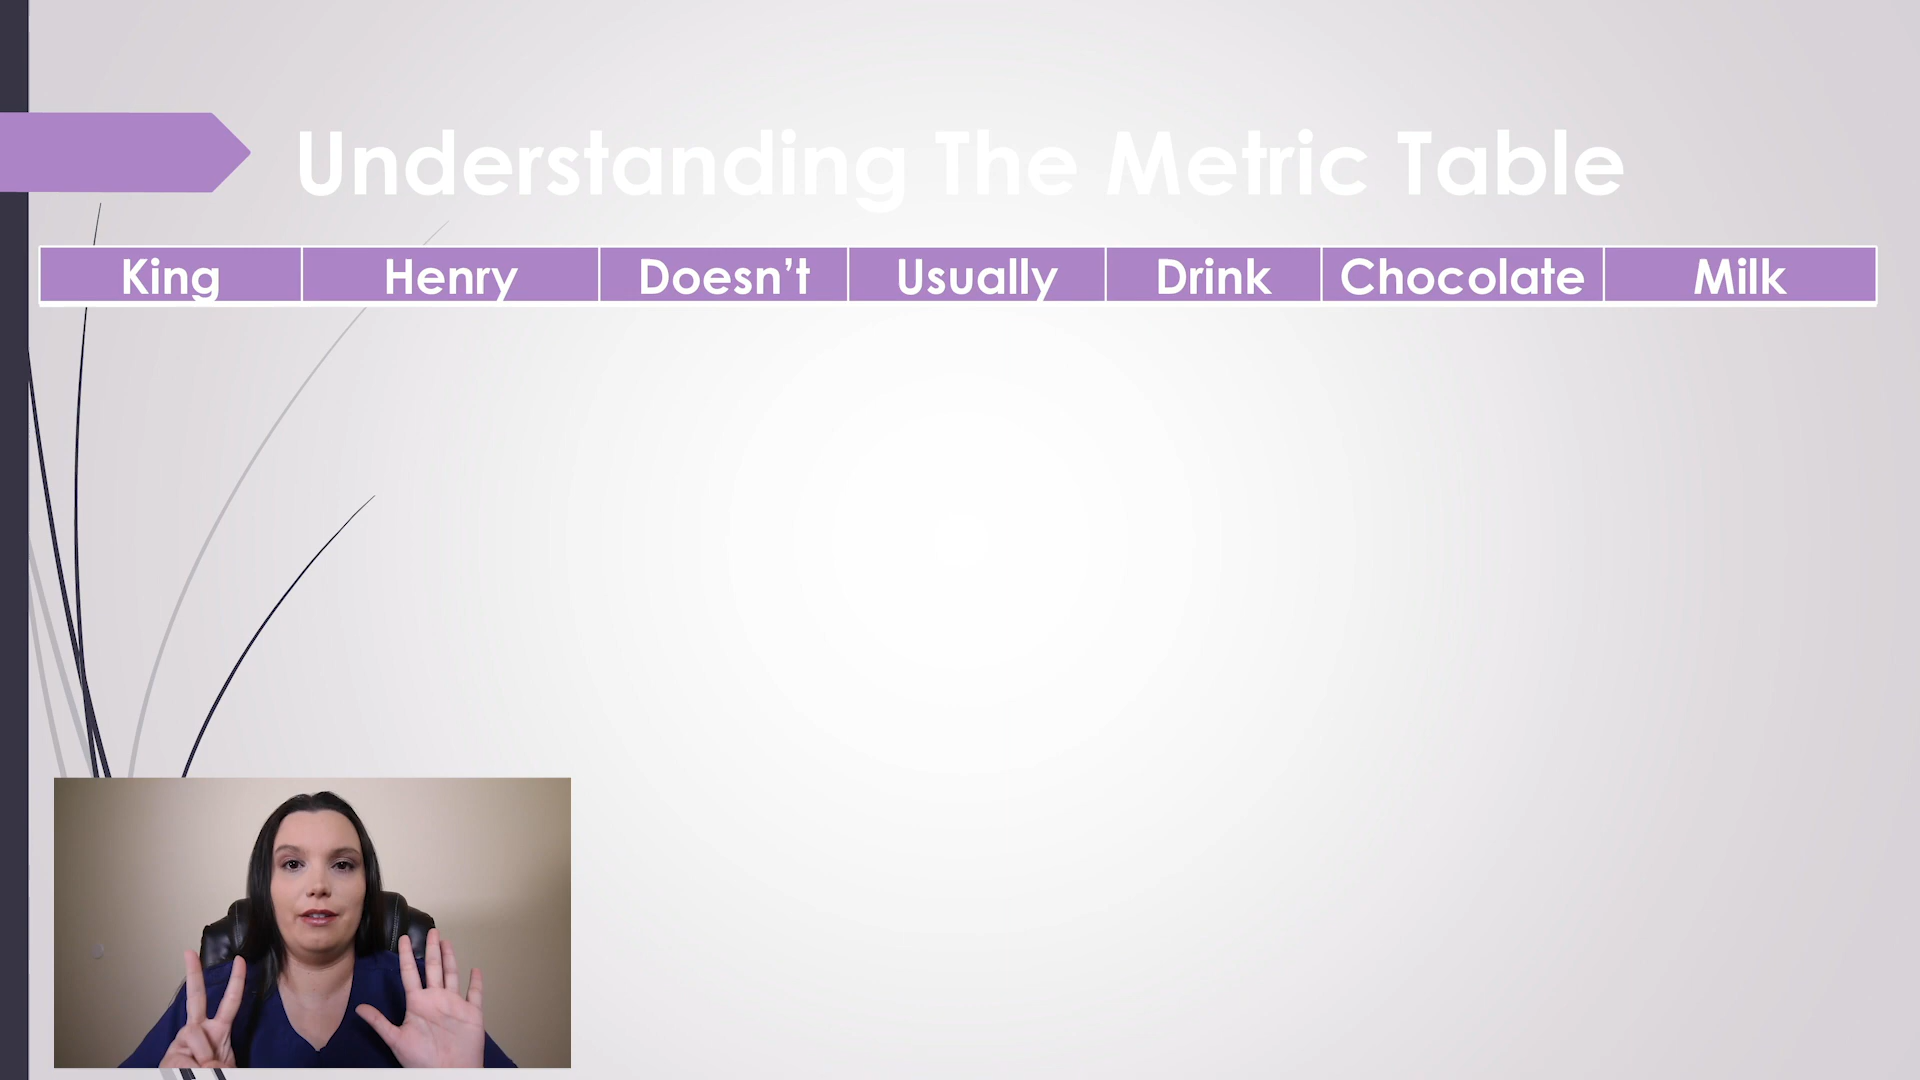 Understanding The Metric Table
King Henry Doesn’t Usually Drink Chocolate Milk